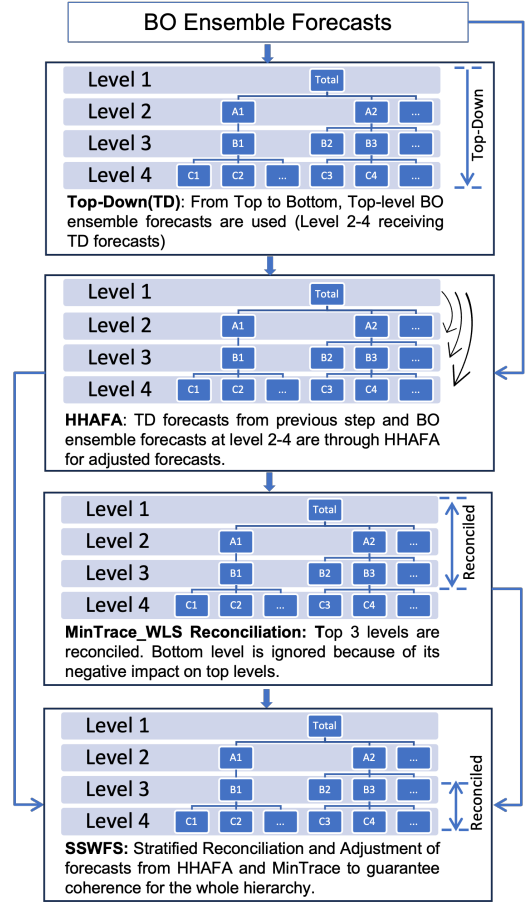 BO Ensemble Forecasts
Level 1
Total
Level 2
A1 A2 ...
Level 3
B1 B2 B3 ...
Level 4
C1 C2 ... C3 C4 ...
Top-Down
Top-Down(TD): From Top to Bottom, Top-level BO
ensemble forecasts are used (Level 2-4 receiving
TD forecasts)
Level 1
Total
Level 2
A1 A2 ...
Level 3
B1 B2 B3 ...
Level 4
C1 C2 ... C3 C4 ...
HHAFA: TD forecasts from previous step and BO
ensemble forecasts at level 2-4 are through HHAFA
for adjusted forecasts.
Level 1
Total
Level 2
A1 A2 ...
Level 3
B1 B2 B3 ...
Level 4
C1 C2 ... C3 C4 ...
Reconciled
MinTrace_WLS Reconciliation: Top 3 levels are
reconciled. Bottom level is ignored because of its
negative impact on top levels.
Level 1
Total
Level 2
A1 A2 ...
Level 3
B1 B2 B3 ...
Level 4
C1 C2 ... C3 C4 ...
Reconciled
SSWFS: Stratified Reconciliation and Adjustment of
forecasts from HHAFA and MinTrace to guarantee
coherence for the whole hierarchy.